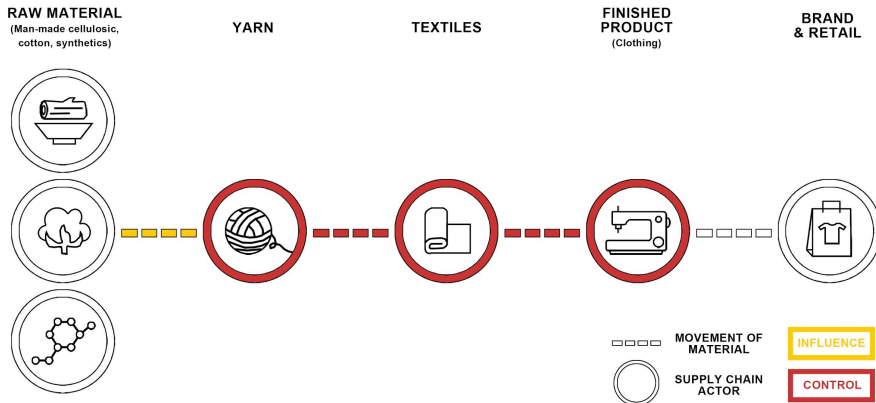 RAW MATERIAL
(Man-made cellulosic,
cotton, synthetics)
YARN
TEXTILES
FINISHED
PRODUCT
(Clothing)
BRAND
& RETAIL
MOVEMENT OF
MATERIAL
INFLUENCE
SUPPLY CHAIN
ACTOR
CONTROL